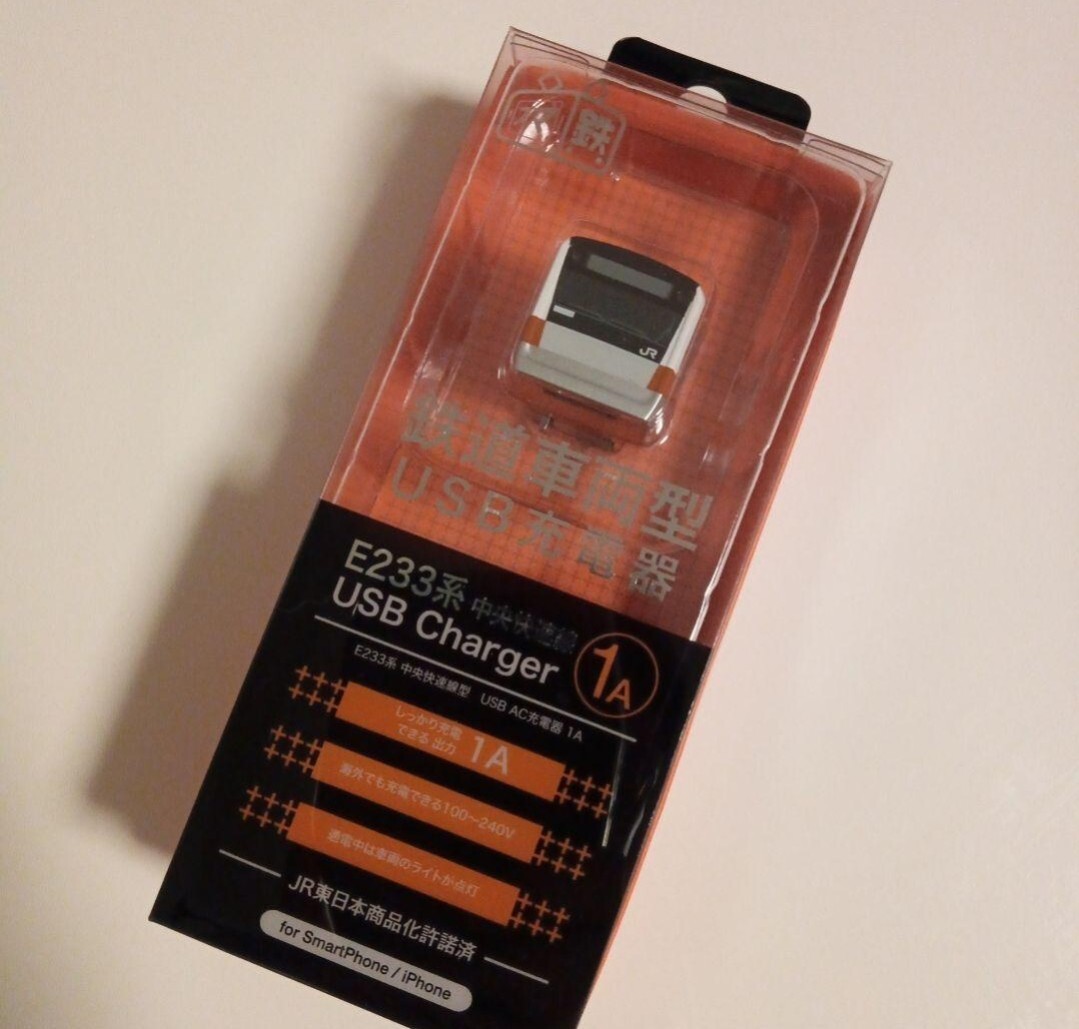 鉄
JR
鉄道車両型
USB充電器
E233系 中央快速線
USB Charger
1A
E233系 中央快速線型 USB AC充電器 1A
しっかり充電
できる 出力 1A
海外でも充電できる100〜240V
通電中は車両のライトが点灯
JR東日本商品化許諾済
for SmartPhone / iPhone